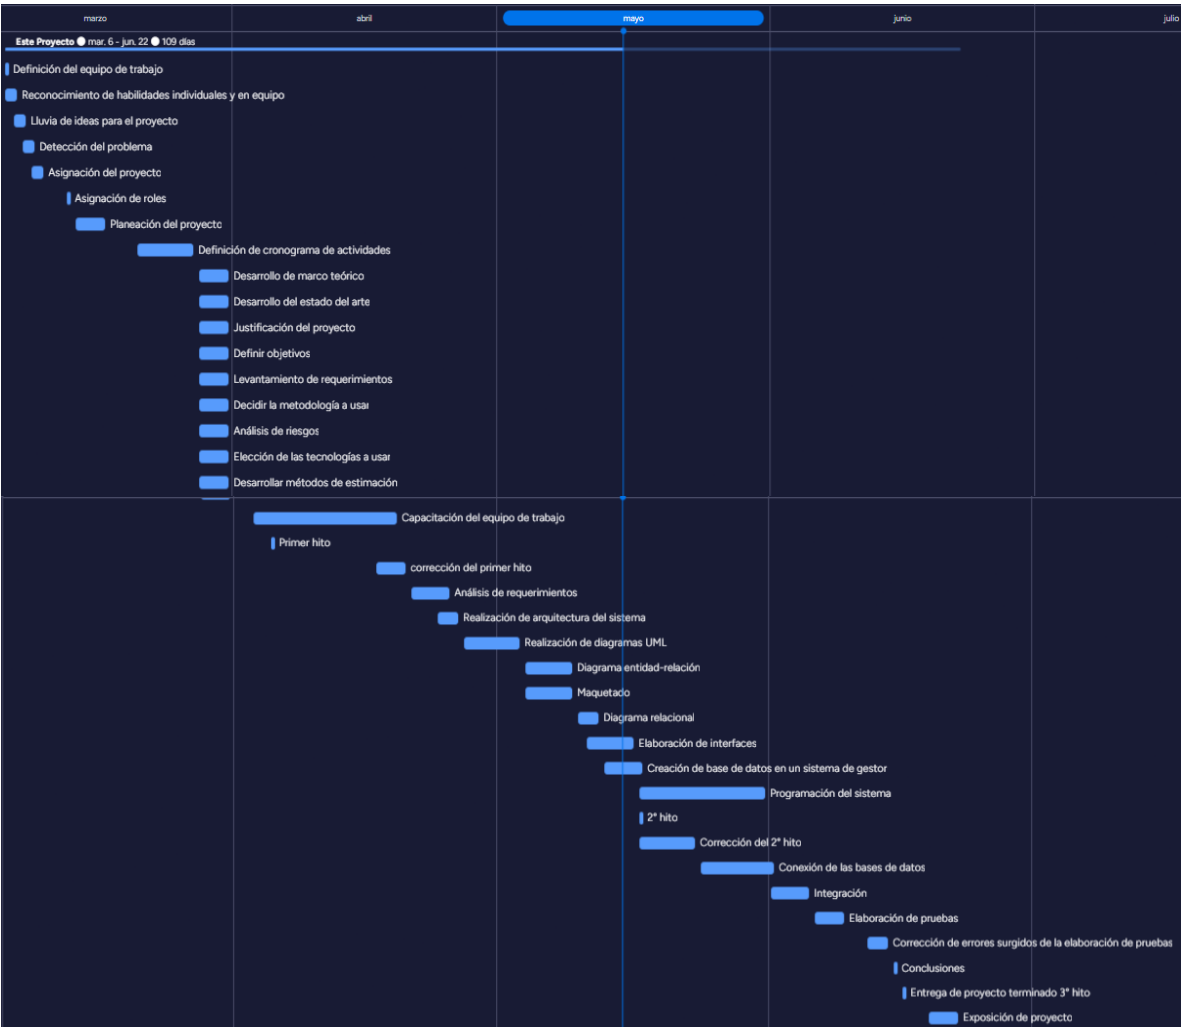 marzo abril mayo junio julio
Este Proyecto mar. 6 - jun. 22 109 días
Definición del equipo de trabajo
Reconocimiento de habilidades individuales y en equipo
Lluvia de ideas para el proyecto
Detección del problema
Asignación del proyecto
Asignación de roles
Planeación del proyecto
Definición de cronograma de actividades
Desarrollo de marco teórico
Desarrollo del estado del arte
Justificación del proyecto
Definir objetivos
Levantamiento de requerimientos
Decidir la metodología a usar
Análisis de riesgos
Elección de las tecnologías a usar
Desarrollar métodos de estimación
Capacitación del equipo de trabajo
Primer hito
corrección del primer hito
Análisis de requerimientos
Realización de arquitectura del sistema
Realización de diagramas UML
Diagrama entidad-relación
Maquetado
Diagrama relacional
Elaboración de interfaces
Creación de base de datos en un sistema de gestor
Programación del sistema
2° hito
Corrección del 2° hito
Conexión de las bases de datos
Integración
Elaboración de pruebas
Corrección de errores surgidos de la elaboración de pruebas
Conclusiones
Entrega de proyecto terminado 3° hito
Exposición de proyecto